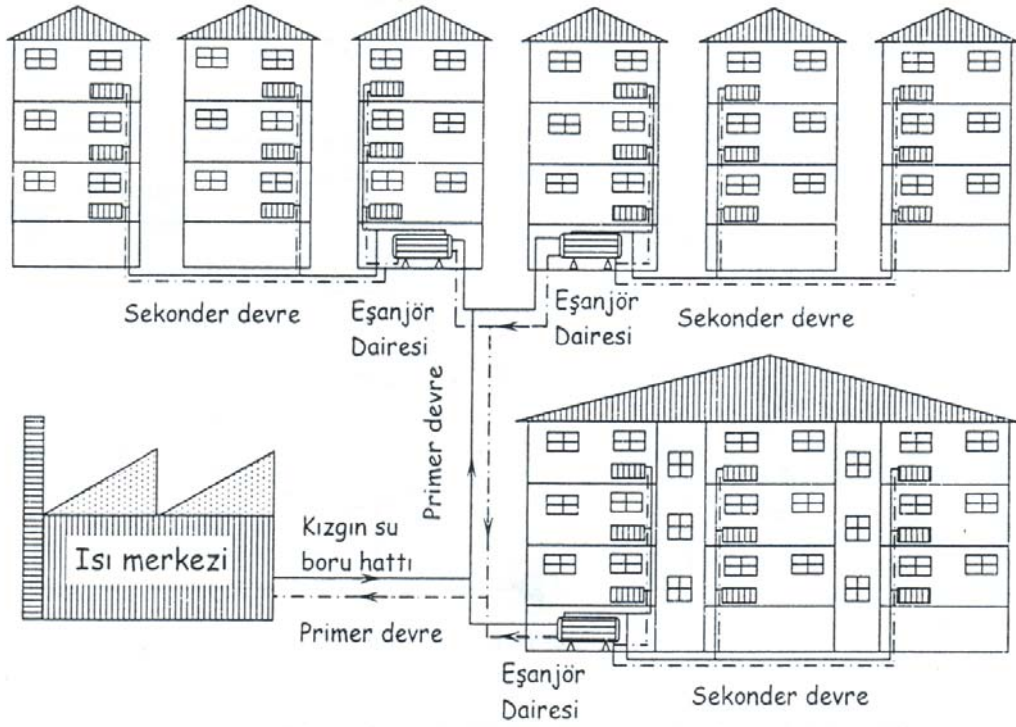 Sekonder devre
Eşanjör
Dairesi
Eşanjör
Dairesi
Sekonder devre
Primer devre
Isı merkezi
Kızgın su
boru hattı
Primer devre
Eşanjör
Dairesi
Sekonder devre